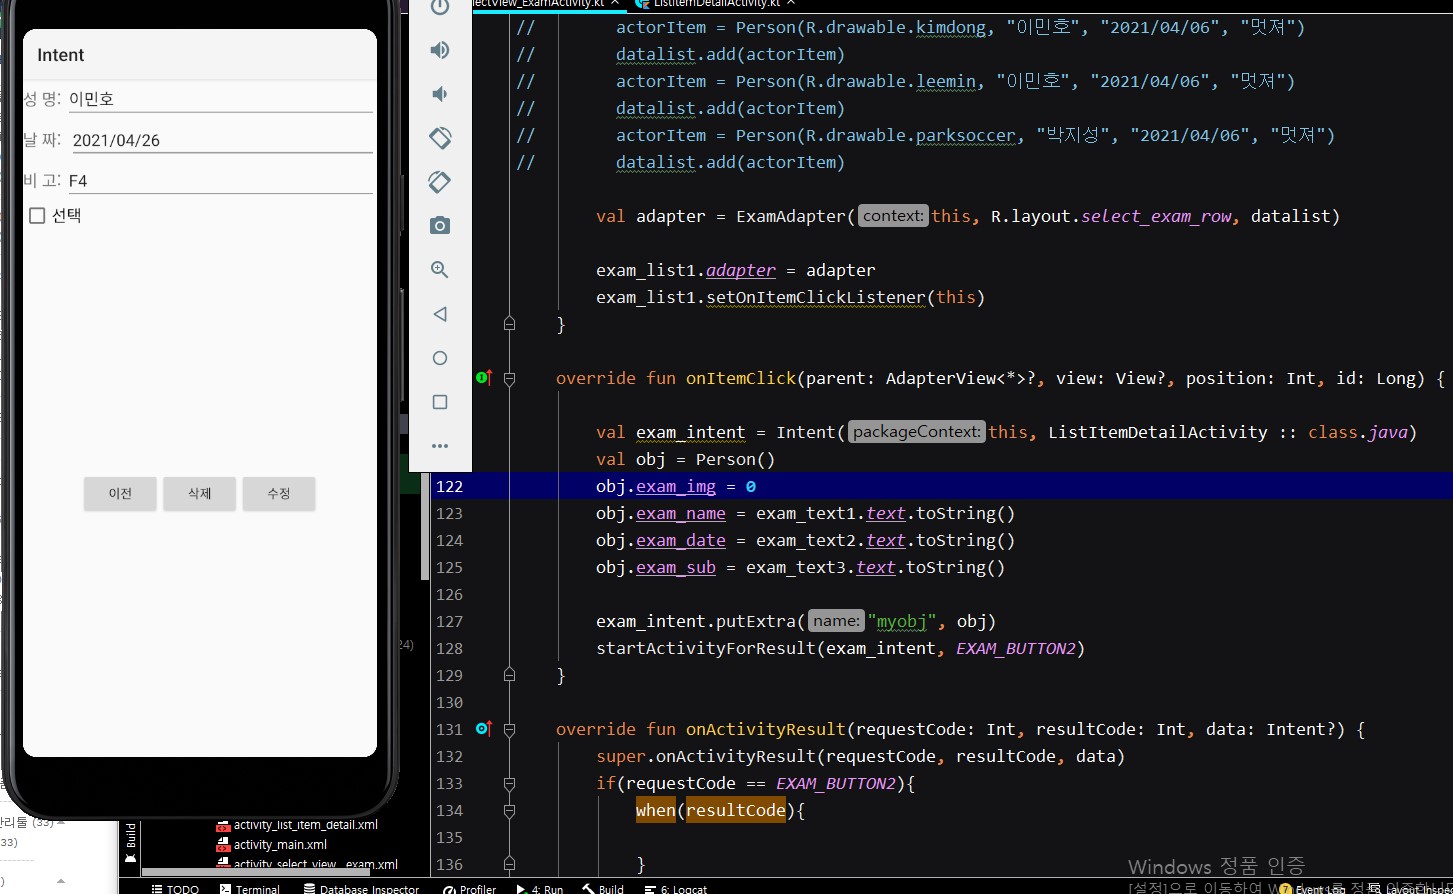 Intent
성 명: 이민호
날 짜: 2021/04/26
비 고: F4
선택
이전 삭제 수정
ectView_ExamActivity.kt × ListItemDetailActivity.kt ×
// actorItem = Person(R.drawable.kimdong, "이민호", "2021/04/06", "멋져")
// datalist.add(actorItem)
// actorItem = Person(R.drawable.leemin, "이민호", "2021/04/06", "멋져")
// datalist.add(actorItem)
// actorItem = Person(R.drawable.parksoccer, "박지성", "2021/04/06", "멋져")
// datalist.add(actorItem)
val adapter = ExamAdapter( context: this, R.layout.select_exam_row, datalist)
exam_list1.adapter = adapter
exam_list1.setOnItemClickListener(this)
}
override fun onItemClick(parent: AdapterView<*>?, view: View?, position: Int, id: Long) {
val exam_intent = Intent( packageContext: this, ListItemDetailActivity :: class.java)
val obj = Person()
122 obj.exam_img = 0
123 obj.exam_name = exam_text1.text.toString()
124 obj.exam_date = exam_text2.text.toString()
125 obj.exam_sub = exam_text3.text.toString()
126
127 exam_intent.putExtra( name: "myobj", obj)
128 startActivityForResult(exam_intent, EXAM_BUTTON2)
129 }
130
131 override fun onActivityResult(requestCode: Int, resultCode: Int, data: Intent?) {
132 super.onActivityResult(requestCode, resultCode, data)
133 if(requestCode == EXAM_BUTTON2){
134 when(resultCode){
135
136 }
24)
(33)
33)
Build
activity_list_item_detail.xml
activity_main.xml
activity_select_view__exam.xml
Windows 정품 인증
[설정]으로 이동하여 W
TODO Terminal Database Inspector Profiler 4: Run Build 6: Logcat 7 Event Log Layout Inspec